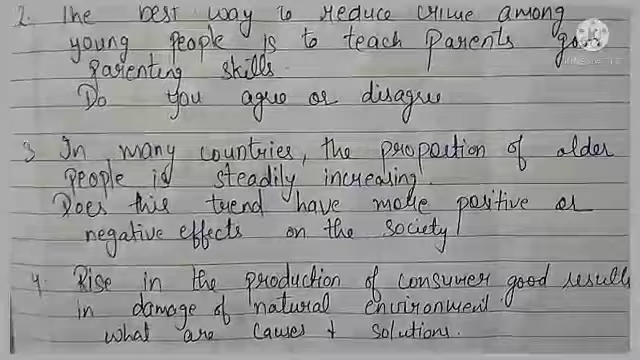 2. The best way to reduce crime among
young people is to teach parents good
parenting skills.
Do you agree or disagree
3 In many countries, the proportion of older
people is steadily increasing.
Does this trend have more positive or
negative effects on the society
4. Rise in the production of consumer good results
in damage of natural environment.
what are causes + solutions.